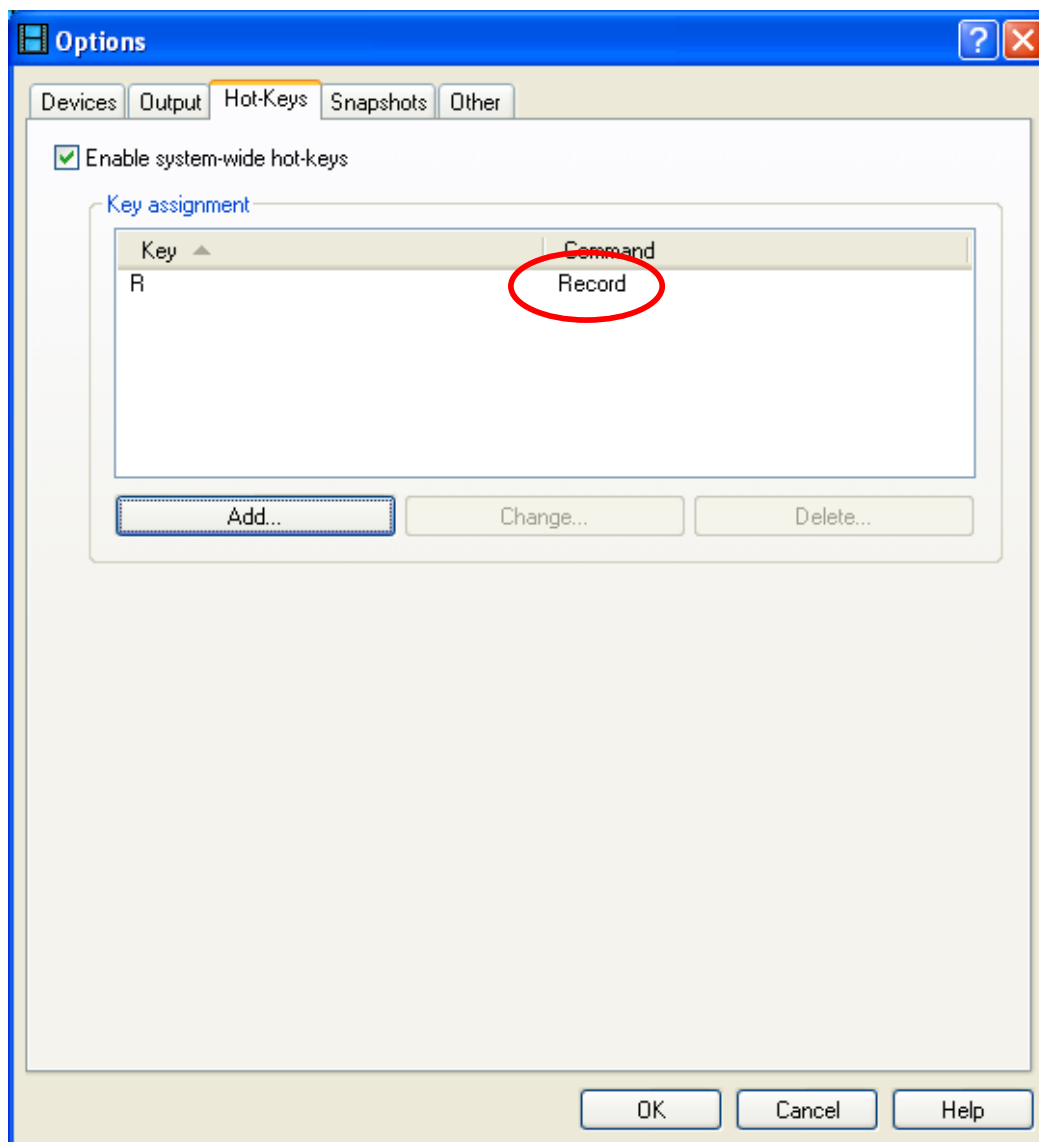 Options
Devices Output Hot-Keys Snapshots Other
Enable system-wide hot-keys
Key assignment
Key Command
R Record
Add... Change... Delete...
OK Cancel Help